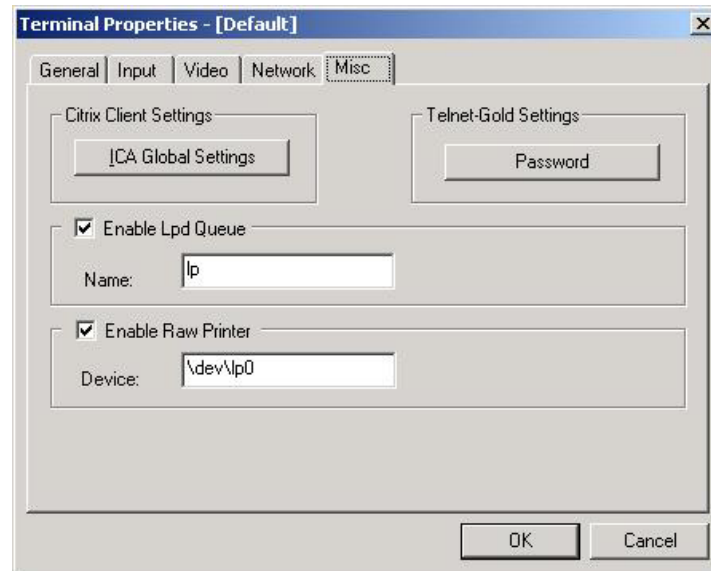 Terminal Properties - [Default]
General Input Video Network Misc
Citrix Client Settings Telnet-Gold Settings
ICA Global Settings Password
Enable Lpd Queue
Name: lp
Enable Raw Printer
Device: \dev\lp0
OK Cancel